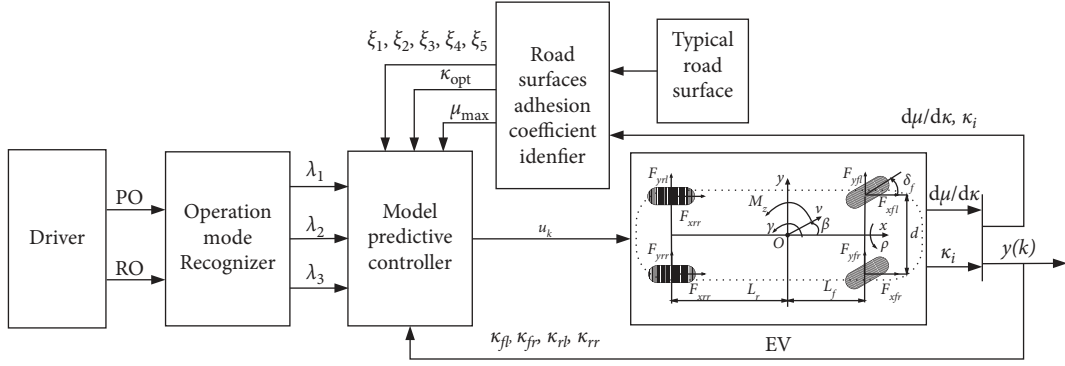 ξ1, ξ2, ξ3, ξ4, ξ5
κopt
μmax
Road
surfaces
adhesion
coefficient
idenfier
Typical
road
surface
dμ/dκ, κi
Driver
PO
RO
Operation
mode
Recognizer
λ1
λ2
λ3
Model
predictive
controller
uk
Fyrl
Fxrr
Fyrr
Fxrr
y
Mz
γ
v
β
O
x
ρ
Lr
Lf
Fyfl
δf
Fxfl
d
Fyfr
Fxfr
dμ/dκ
κi
y(k)
κfl, κfr, κrl, κrr
EV